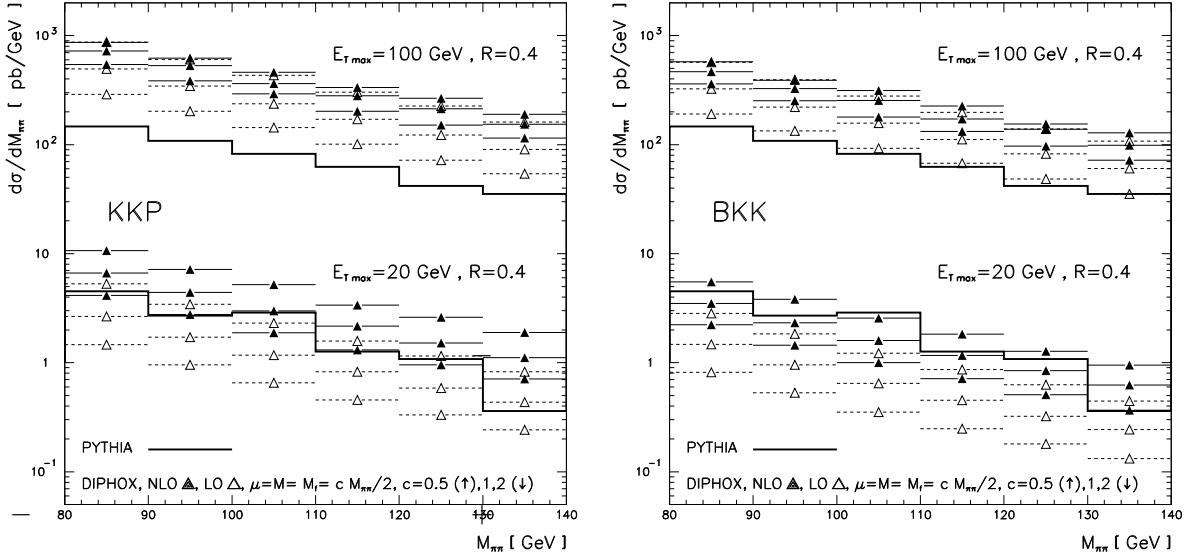 dσ/dM_ππ [ pb/GeV ]
10³
10²
10
1
10⁻¹
E_T max=100 GeV , R=0.4
KKP
E_T max=20 GeV , R=0.4
PYTHIA
DIPHOX, NLO ▲, LO △, μ=M= M_f= c M_ππ/2, c=0.5 (↑),1,2 (↓)
80 90 100 110 120 130 140
M_ππ [ GeV ]
dσ/dM_ππ [ pb/GeV ]
10³
10²
10
1
10⁻¹
E_T max=100 GeV , R=0.4
BKK
E_T max=20 GeV , R=0.4
PYTHIA
DIPHOX, NLO ▲, LO △, μ=M= M_f= c M_ππ/2, c=0.5 (↑),1,2 (↓)
80 90 100 110 120 130 140
M_ππ [ GeV ]